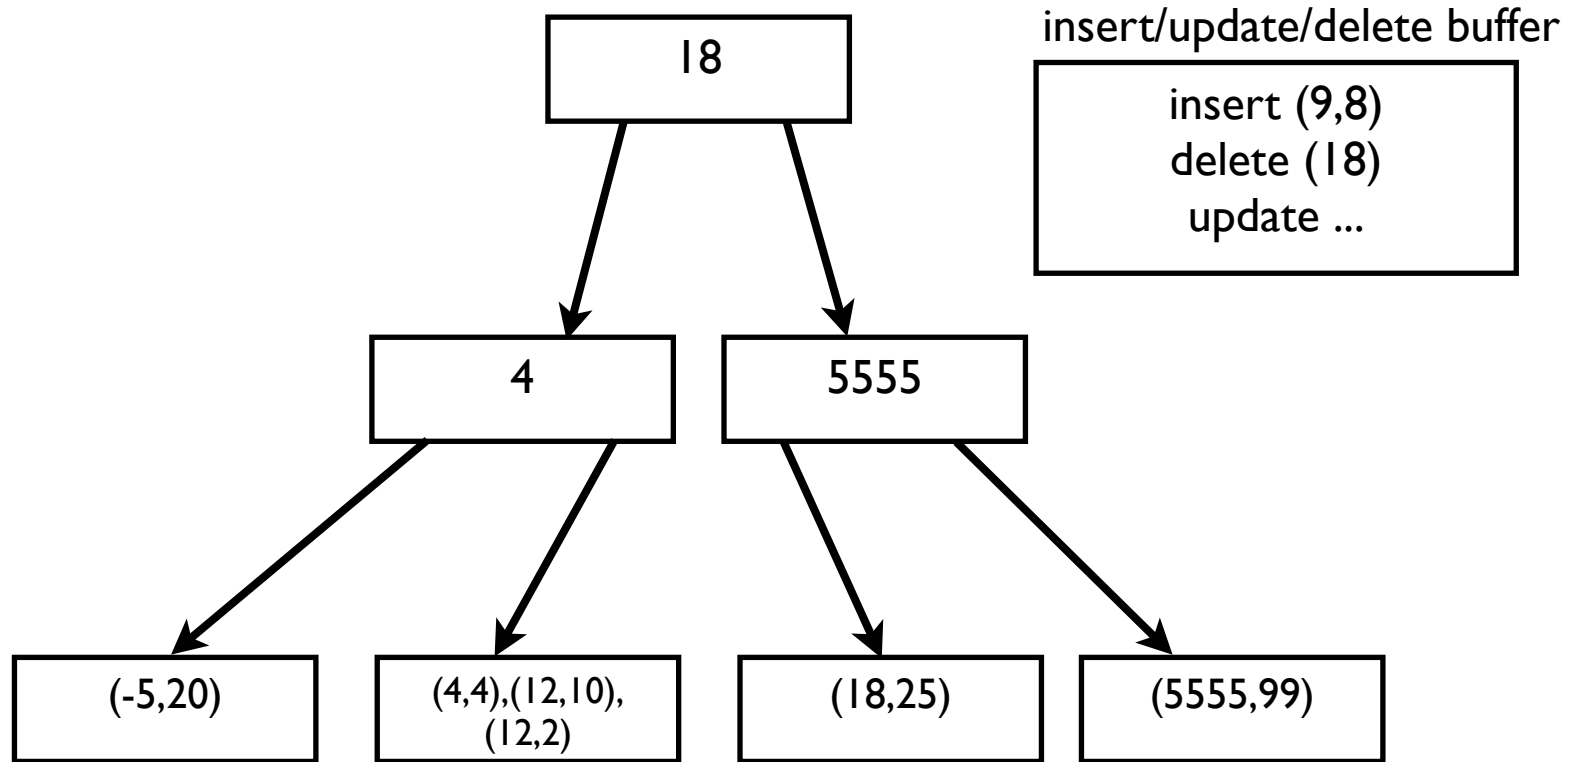 insert/update/delete buffer
18
insert (9,8)
delete (18)
update ...
4
5555
(-5,20)
(4,4),(12,10),
(12,2)
(18,25)
(5555,99)